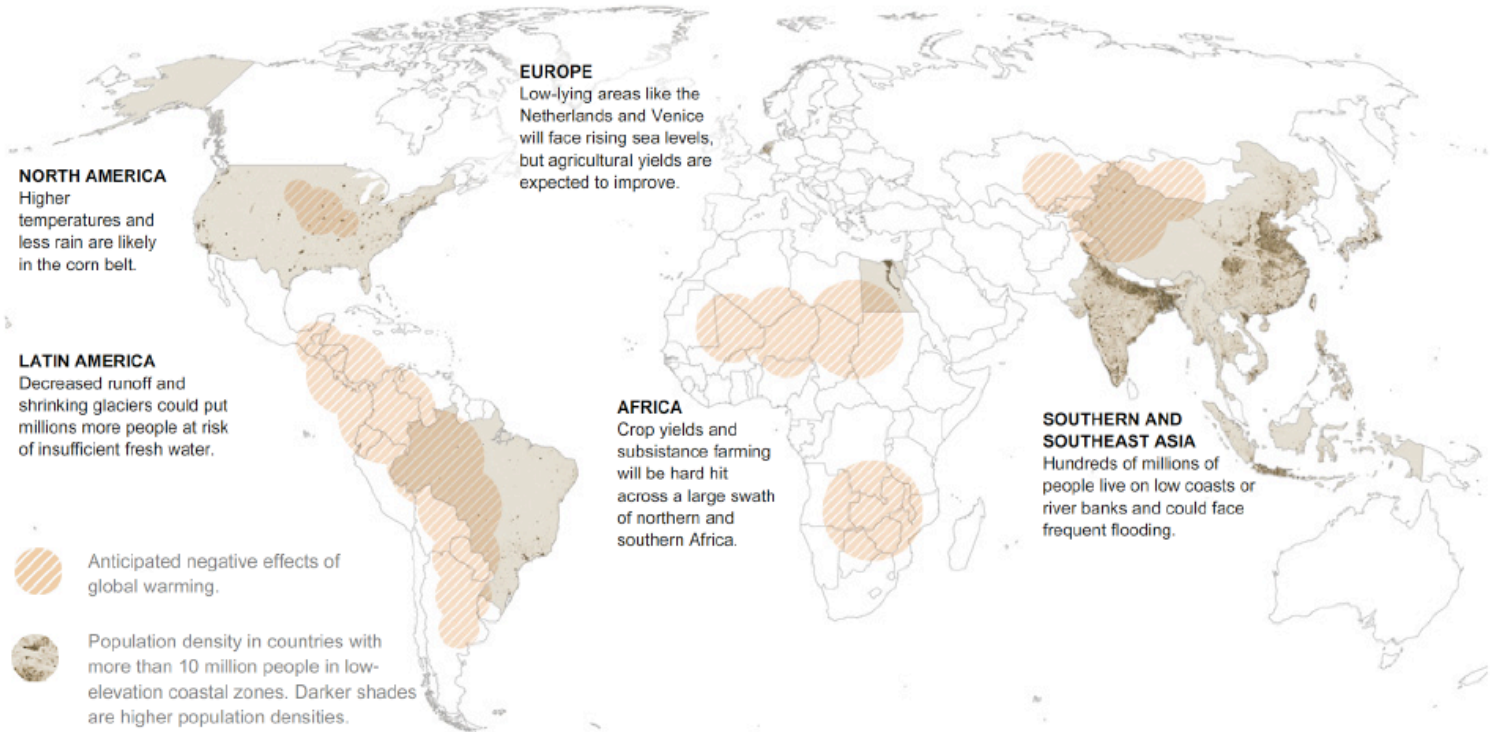 EUROPE
Low-lying areas like the
Netherlands and Venice
will face rising sea levels,
but agricultural yields are
expected to improve.
NORTH AMERICA
Higher
temperatures and
less rain are likely
in the corn belt.
LATIN AMERICA
Decreased runoff and
shrinking glaciers could put
millions more people at risk
of insufficient fresh water.
AFRICA
Crop yields and
subsistance farming
will be hard hit
across a large swath
of northern and
southern Africa.
SOUTHERN AND
SOUTHEAST ASIA
Hundreds of millions of
people live on low coasts or
river banks and could face
frequent flooding.
Anticipated negative effects of
global warming.
Population density in countries with
more than 10 million people in low-
elevation coastal zones. Darker shades
are higher population densities.